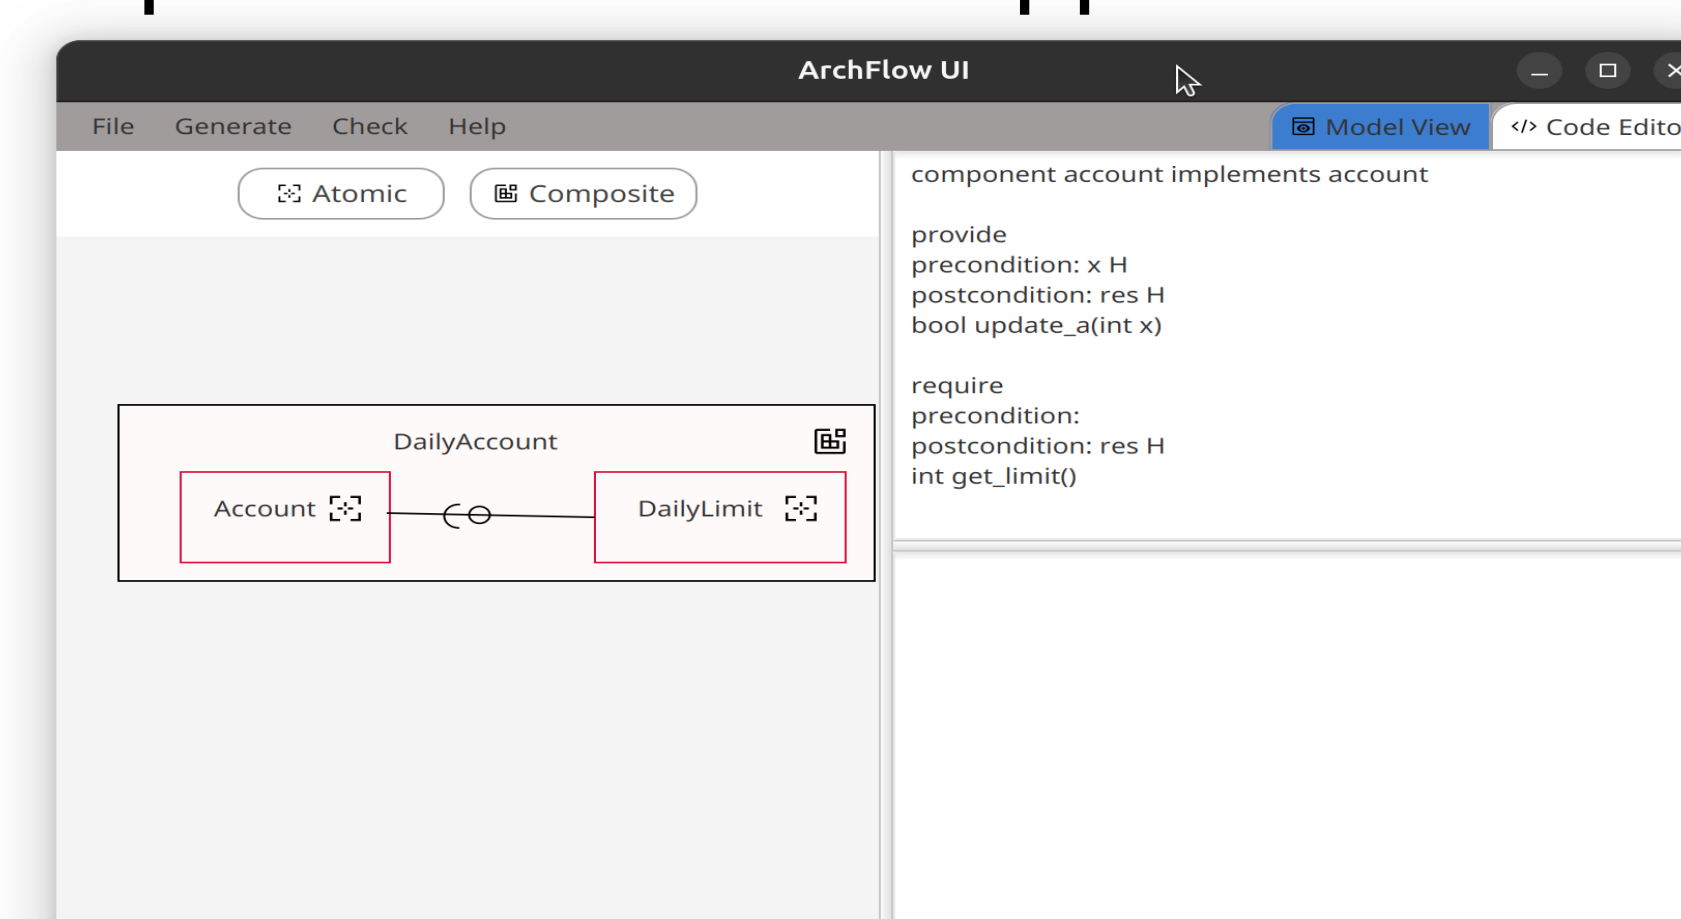 ArchFlow UI
File Generate Check Help
Model View
</> Code Edito
Atomic
Composite
component account implements account
provide
precondition: x H
postcondition: res H
bool update_a(int x)
require
precondition:
postcondition: res H
int get_limit()
DailyAccount
Account
DailyLimit